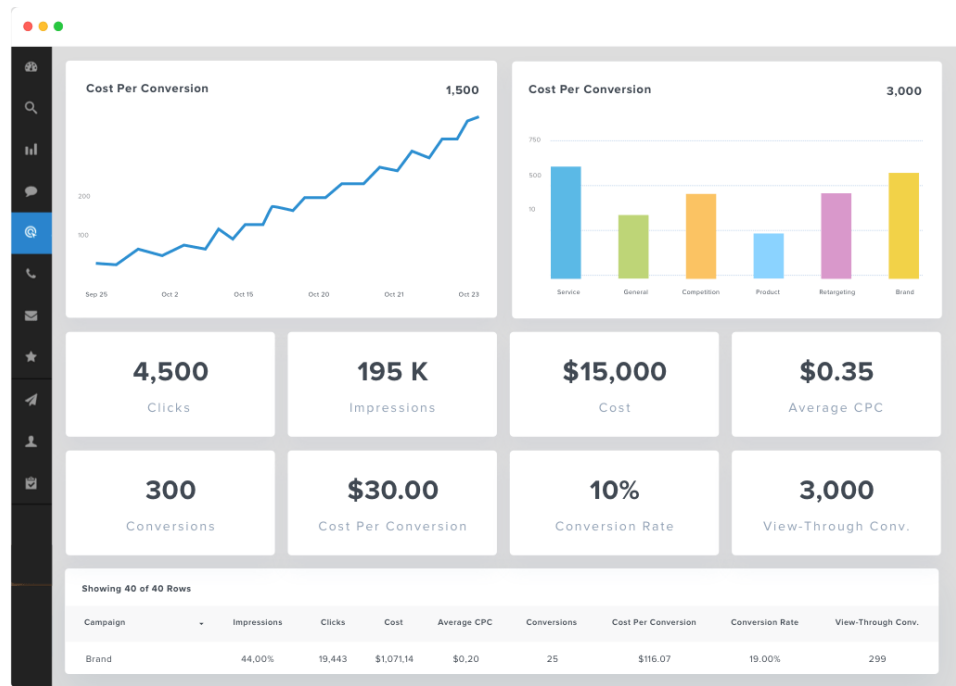 Cost Per Conversion
1,500
200
100
Sep 25 Oct 2 Oct 15 Oct 20 Oct 21 Oct 23
Cost Per Conversion
3,000
750
500
10
Service General Competition Product Retargeting Brand
4,500
Clicks
195 K
Impressions
$15,000
Cost
$0.35
Average CPC
300
Conversions
$30.00
Cost Per Conversion
10%
Conversion Rate
3,000
View-Through Conv.
Showing 40 of 40 Rows
Campaign Impressions Clicks Cost Average CPC Conversions Cost Per Conversion Conversion Rate View-Through Conv.
Brand 44,00% 19,443 $1,071,14 $0,20 25 $116.07 19.00% 299